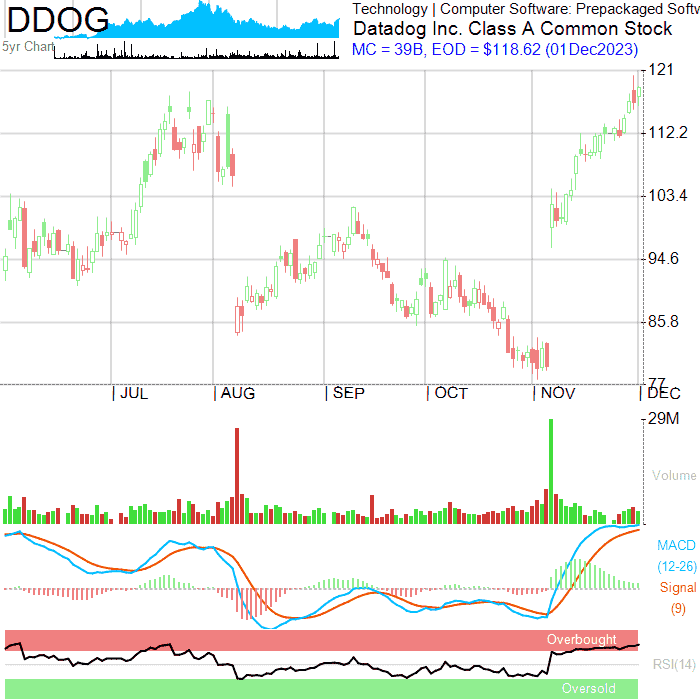 DDOG
5yr Chart
Technology | Computer Software: Prepackaged Softw
Datadog Inc. Class A Common Stock
MC = 39B, EOD = $118.62 (01Dec2023)
121
112.2
103.4
94.6
85.8
77
JUL AUG SEP OCT NOV DEC
29M
Volume
MACD
(12-26)
Signal
(9)
Overbought
RSI(14)
Oversold